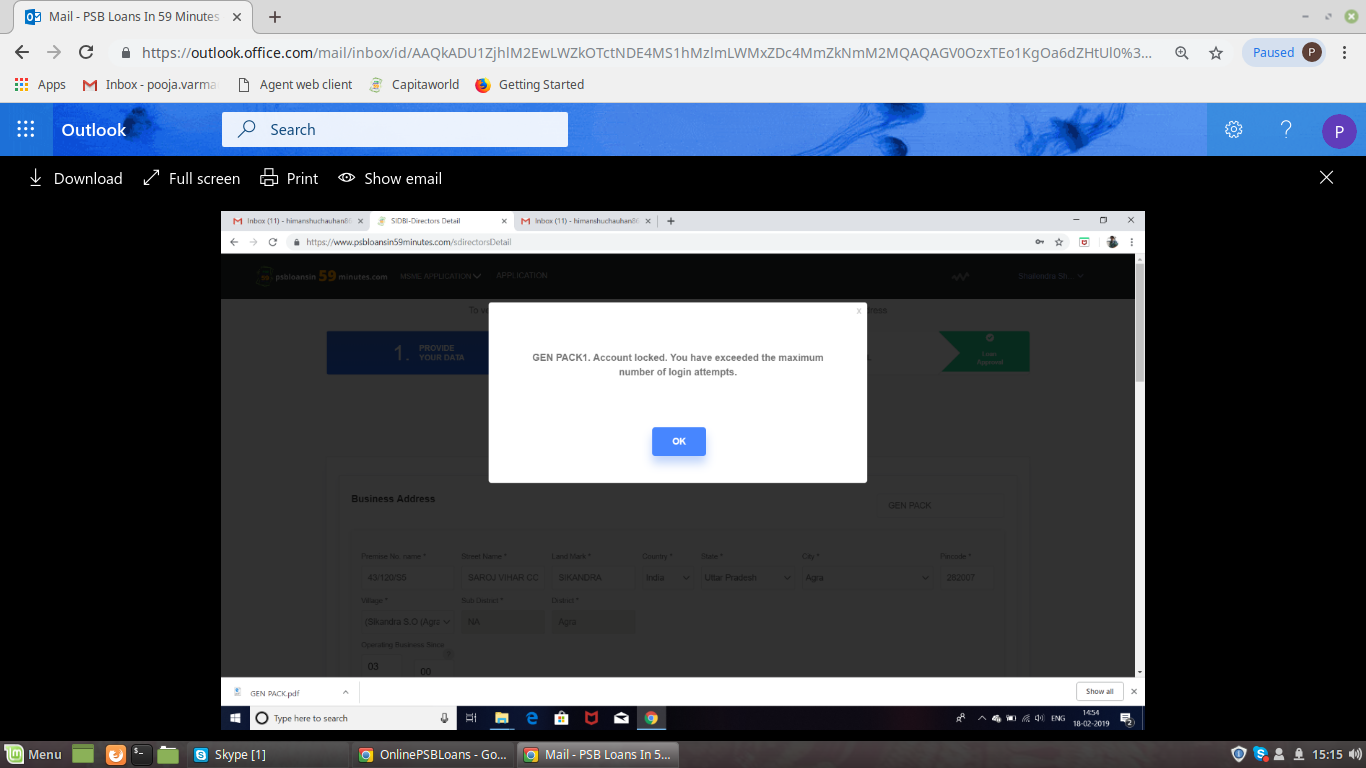 Mail - PSB Loans In 59 Minutes
https://outlook.office.com/mail/inbox/id/AAQkADU1ZjhlM2EwLWZkOTctNDE4MS1hMzlmLWMxZDc4MmZkNmM2MQAQAGV0OzxTEo1KgOa6dZHtUl0%3...
Paused P
Apps Inbox - pooja.varma Agent web client Capitaworld Getting Started
Outlook Search ? P
Download Full screen Print Show email
Inbox (11) - himanshuchauhan8 SIDBI-Directors Detail Inbox (11) - himanshuchauhan8
https://www.psbloansin59minutes.com/sdirectorsDetail
psbloansin 59 minutes.com MSME APPLICATION APPLICATION
To ve
1. PROVIDE
YOUR DATA
Loan
Approved
x
GEN PACK1. Account locked. You have exceeded the maximum
number of login attempts.
OK
Business Address
GEN PACK
Premise No. name * Street Name * Land Mark * Country * State * City * Pincode *
43/120/55 SAROJ VIHAR CC SIKANDRA India Uttar Pradesh Agra 282007
Village * Sub District * District *
(Sikandra S.O (Agra NA Agra
Operating Business Since
03 00
GEN PACK.pdf Show all
Type here to search ENG 14:54
18-02-2019 2
Menu Skype [1] OnlinePSBLoans - Go... Mail - PSB Loans In 5... 15:15